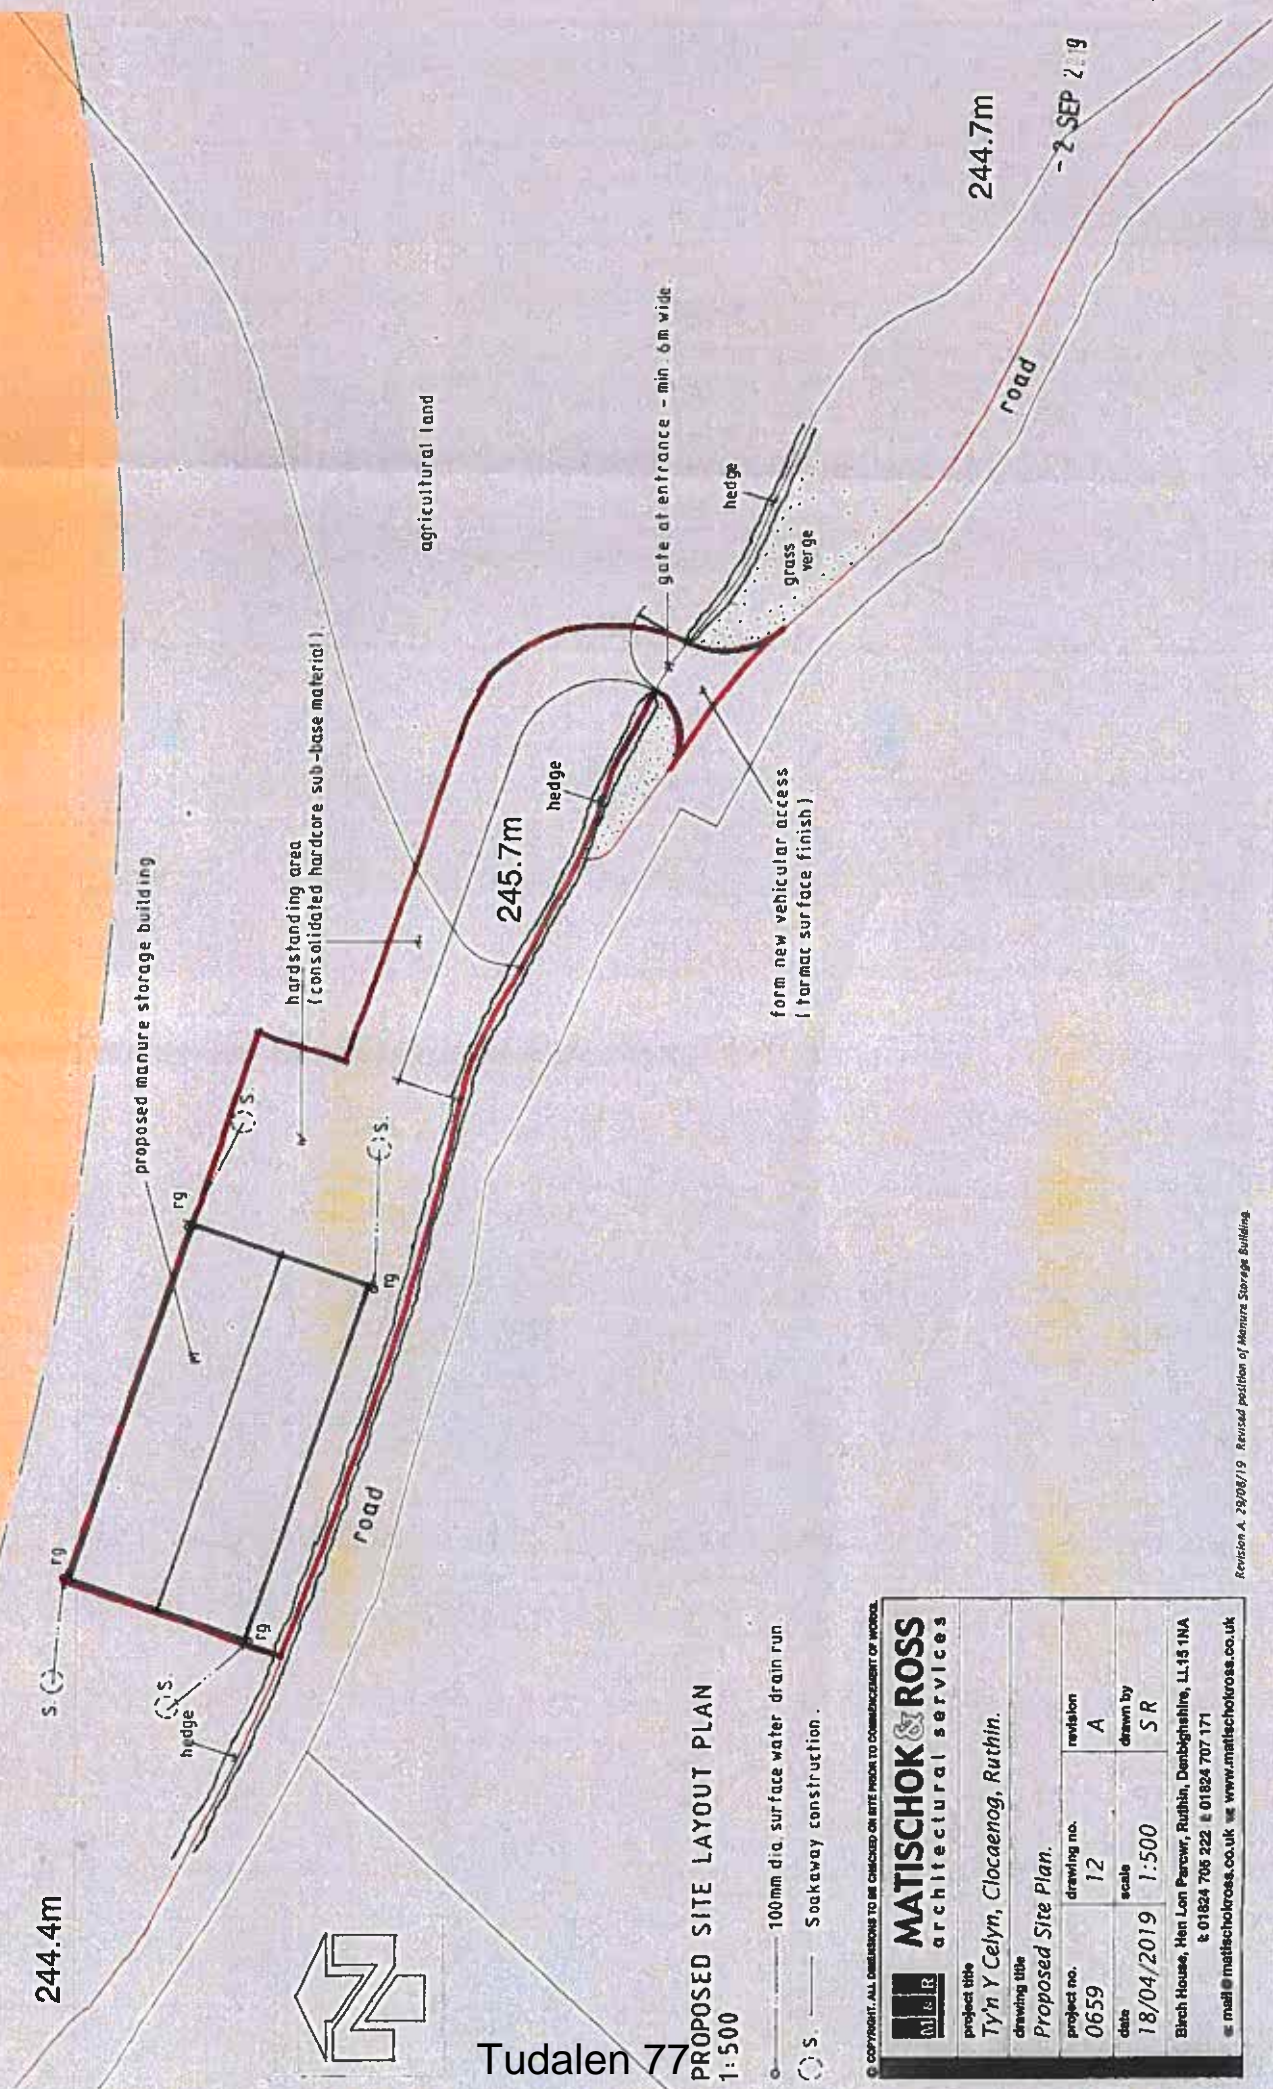 244.4m
245.7m
244.7m
- 2 SEP 2 19
proposed manure storage building
hardstanding area
(consolidated hardcore sub-base material)
agricultural land
gate at entrance - min. 6m wide.
hedge
grass
verge
road
hedge
form new vehicular access
(tarmac surface finish)
rg
S.
rg
S.
rg
S
rg
S.
hedge
road
PROPOSED SITE LAYOUT PLAN
1:500
100mm dia. surface water drain run
S. Soakaway construction.
© COPYRIGHT. ALL DIMENSIONS TO BE CHECKED ON SITE PRIOR TO COMMENCEMENT OF WORKS.
M&R
MATISCHOK & ROSS
architectural services
project title
Ty'n Y Celyn, Clocaenog, Ruthin.
drawing title
Proposed Site Plan.
project no. drawing no. revision
0659 12 A
date scale drawn by
18/04/2019 1:500 SR
Birch House, Hen Lon Parcwr, Ruthin, Denbighshire, LL15 1NA
t: 01824 705 222 01824 707 171
mail@matischokross.co.uk www.matischokross.co.uk
Revision A. 29/08/19 Revised position of Manure Storage Building.
Tudalen 77